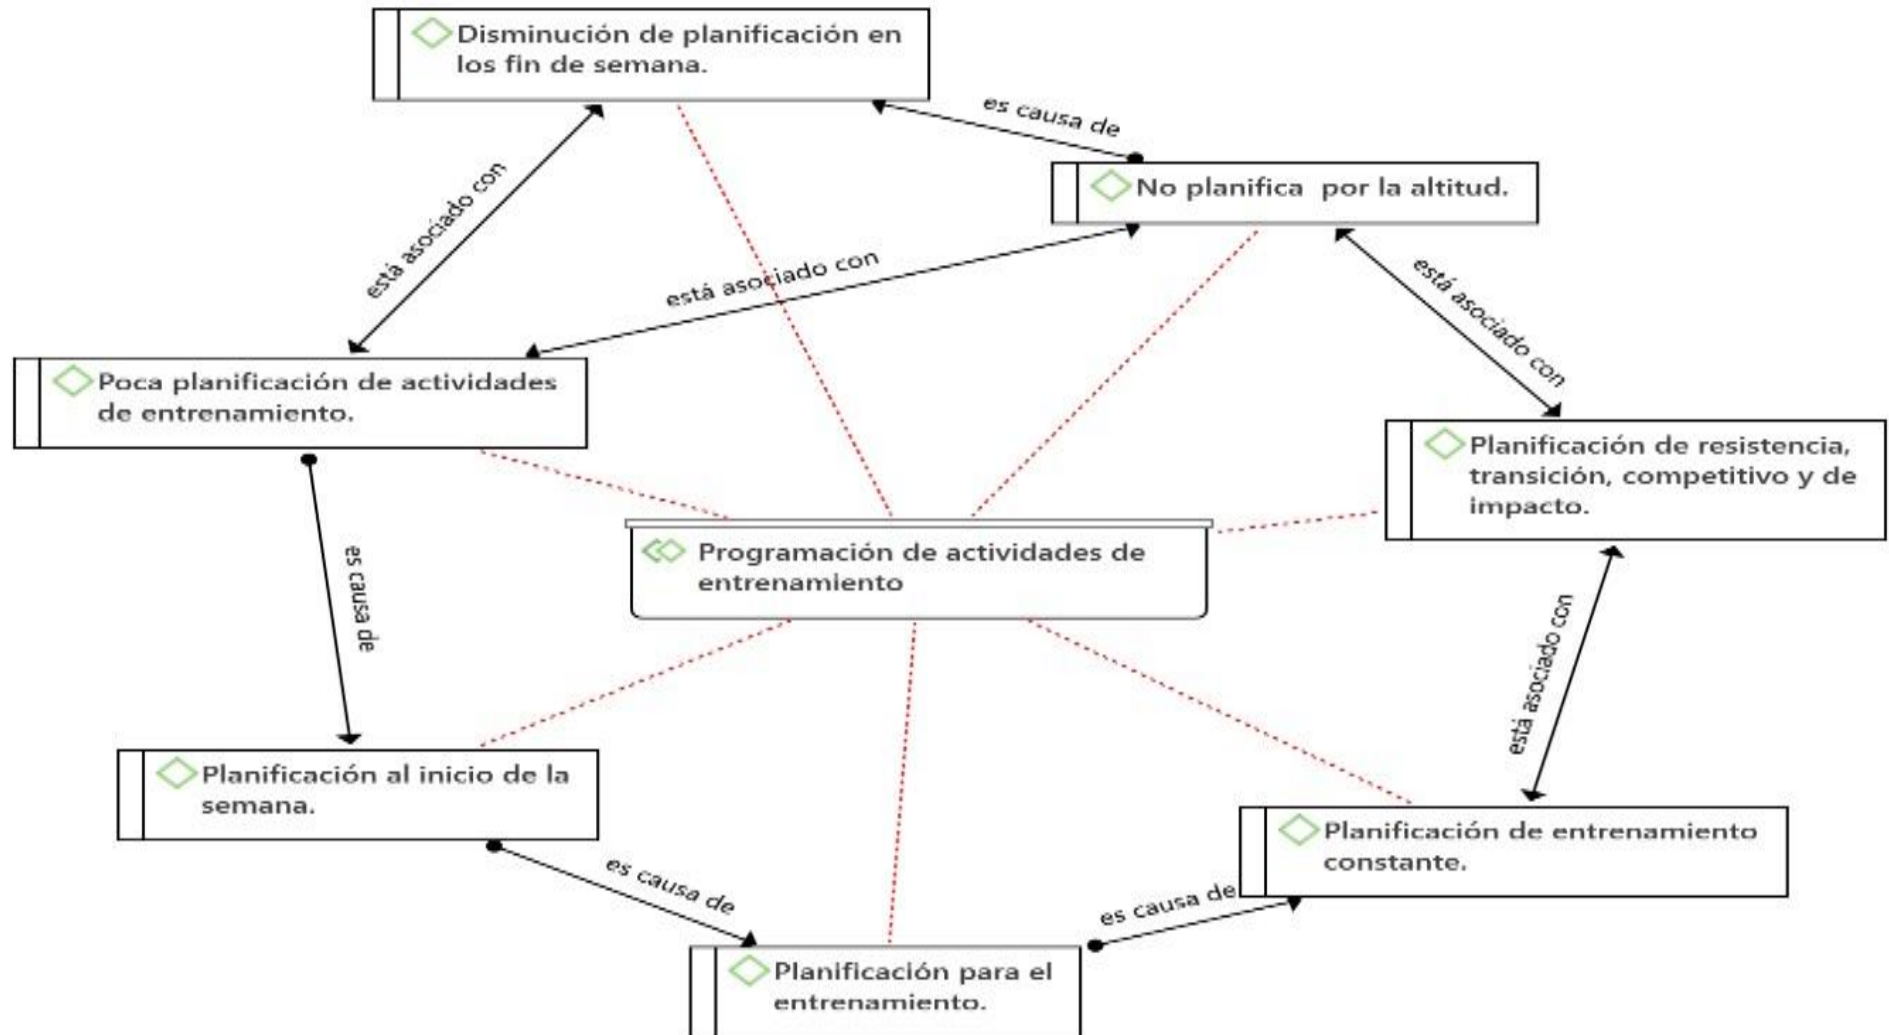 Disminución de planificación en
los fin de semana.
es causa de
No planifica por la altitud.
está asociado con
está asociado con
está asociado con
Poca planificación de actividades
de entrenamiento.
Planificación de resistencia,
transición, competitivo y de
impacto.
Programación de actividades de
entrenamiento
es causa de
está asociado con
Planificación al inicio de la
semana.
Planificación de entrenamiento
constante.
es causa de
es causa de
Planificación para el
entrenamiento.